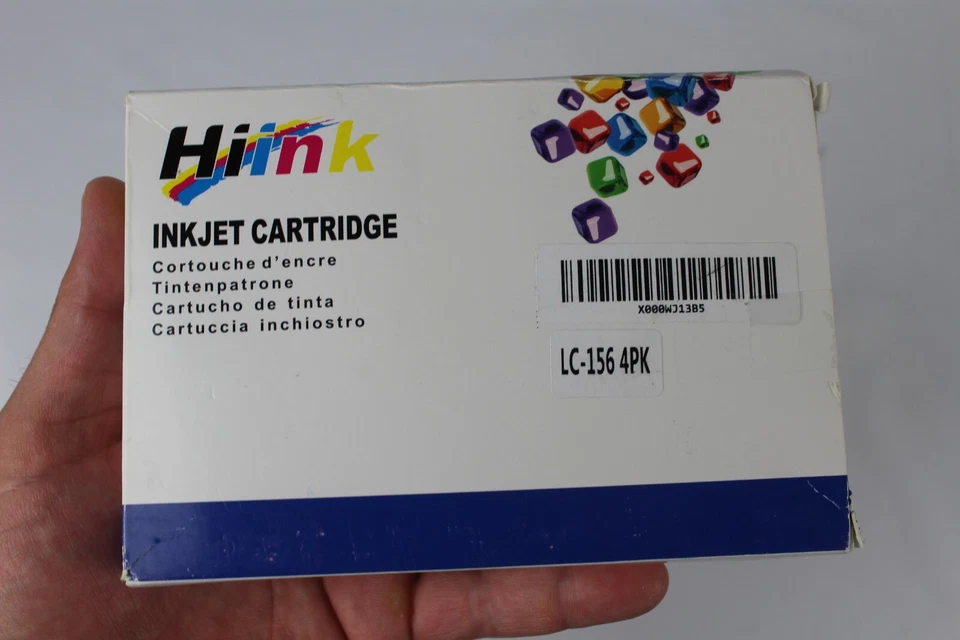 Hiink
INKJET CARTRIDGE
Cortouche d'encre
Tintenpatrone
Cartucho de tinta
Cartuccia inchiostro
X000WJ13B5
LC-156 4PK